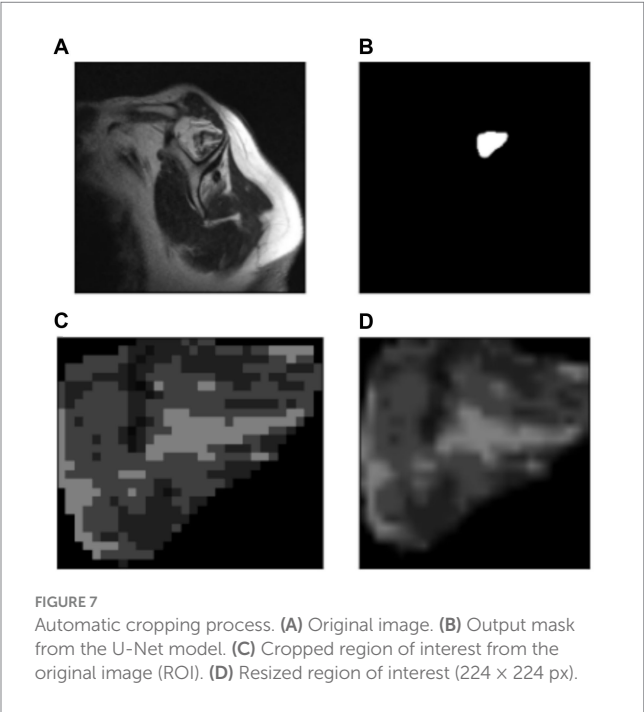 A
B
C
D
FIGURE 7
Automatic cropping process. (A) Original image. (B) Output mask
from the U-Net model. (C) Cropped region of interest from the
original image (ROI). (D) Resized region of interest (224 × 224 px).